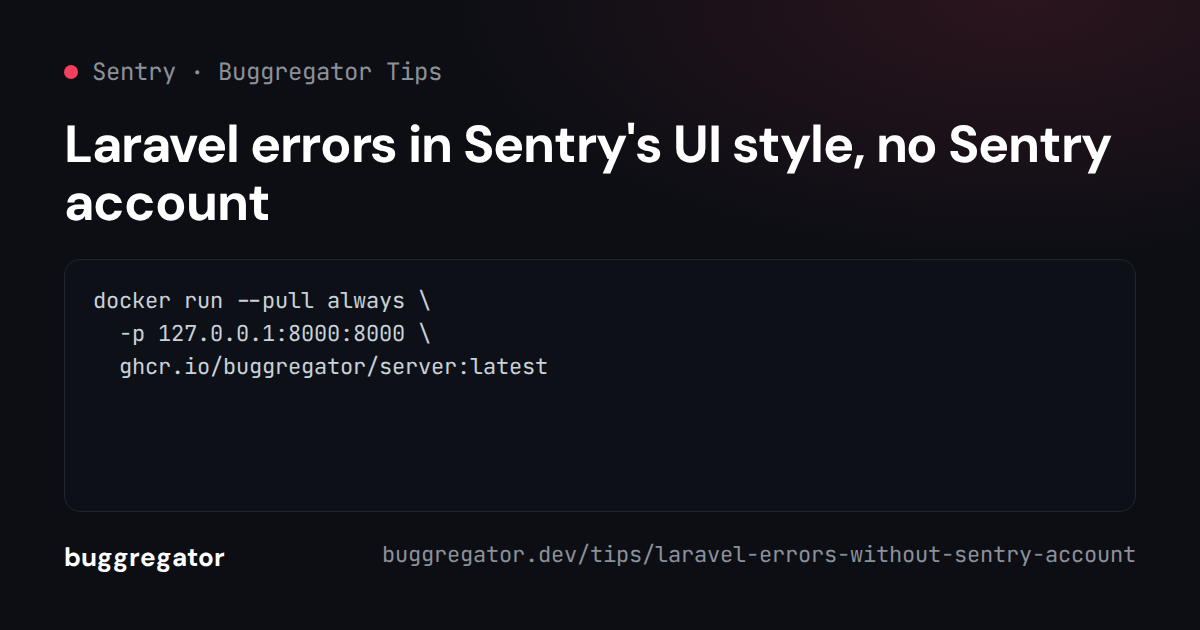 Sentry · Buggregator Tips
Laravel errors in Sentry's UI style, no Sentry
account
docker run --pull always \
  -p 127.0.0.1:8000:8000 \
  ghcr.io/buggregator/server:latest
buggregator
buggregator.dev/tips/laravel-errors-without-sentry-account